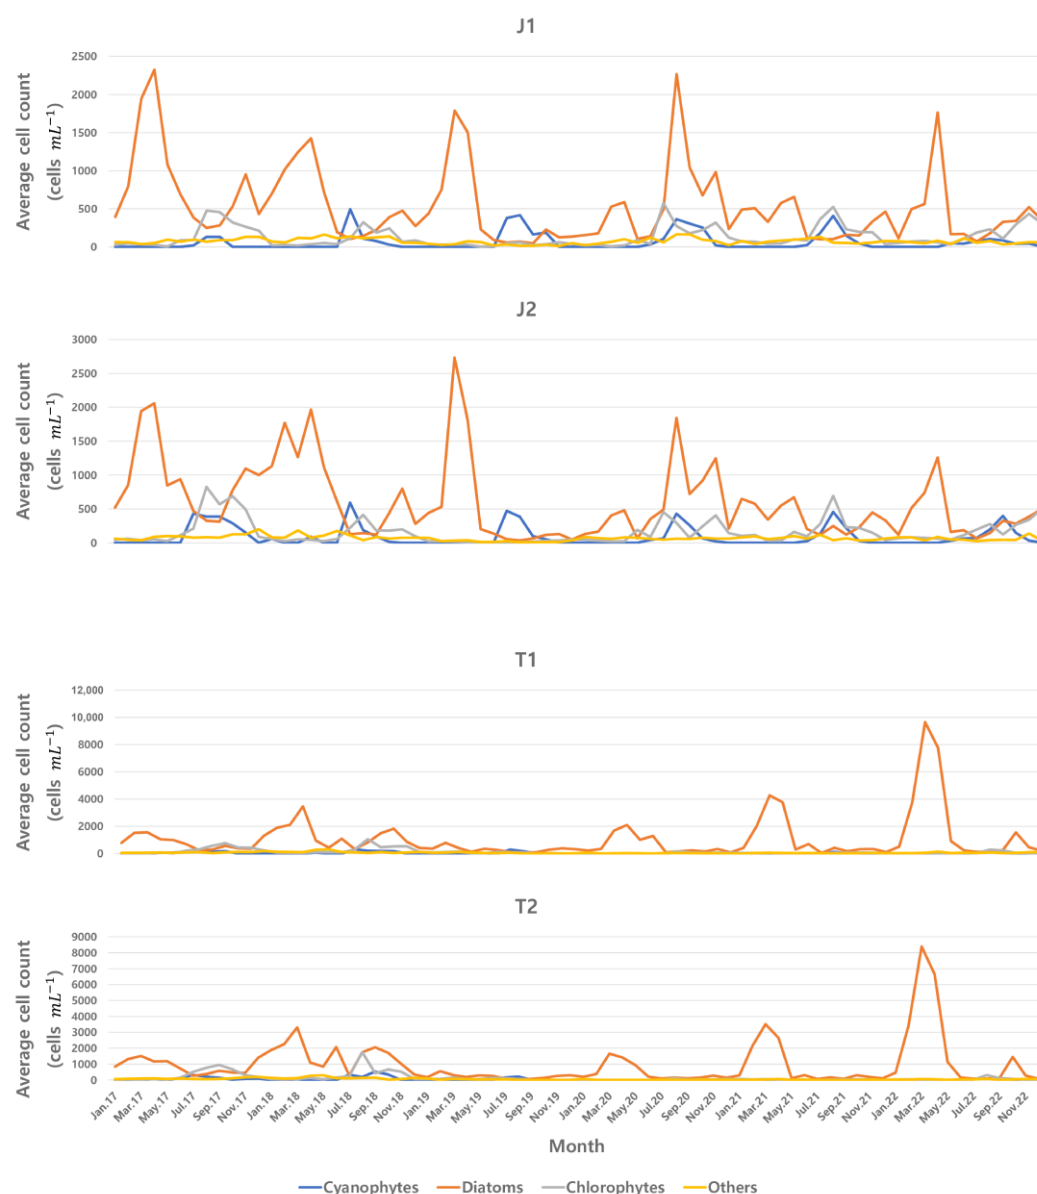 J1
Average cell count
(cells mL⁻¹)
2500
2000
1500
1000
500
0
J2
Average cell count
(cells mL⁻¹)
3000
2500
2000
1500
1000
500
0
T1
Average cell count
(cells mL⁻¹)
12,000
10,000
8000
6000
4000
2000
0
T2
Average cell count
(cells mL⁻¹)
9000
8000
7000
6000
5000
4000
3000
2000
1000
0
Jan.17 Mar.17 May.17 Jul.17 Sep.17 Nov.17 Jan.18 Mar.18 May.18 Jul.18 Sep.18 Nov.18 Jan.19 Mar.19 May.19 Jul.19 Sep.19 Nov.19 Jan.20 Mar.20 May.20 Jul.20 Sep.20 Nov.20 Jan.21 Mar.21 May.21 Jul.21 Sep.21 Nov.21 Jan.22 Mar.22 May.22 Jul.22 Sep.22 Nov.22
Month
Cyanophytes Diatoms Chlorophytes Others